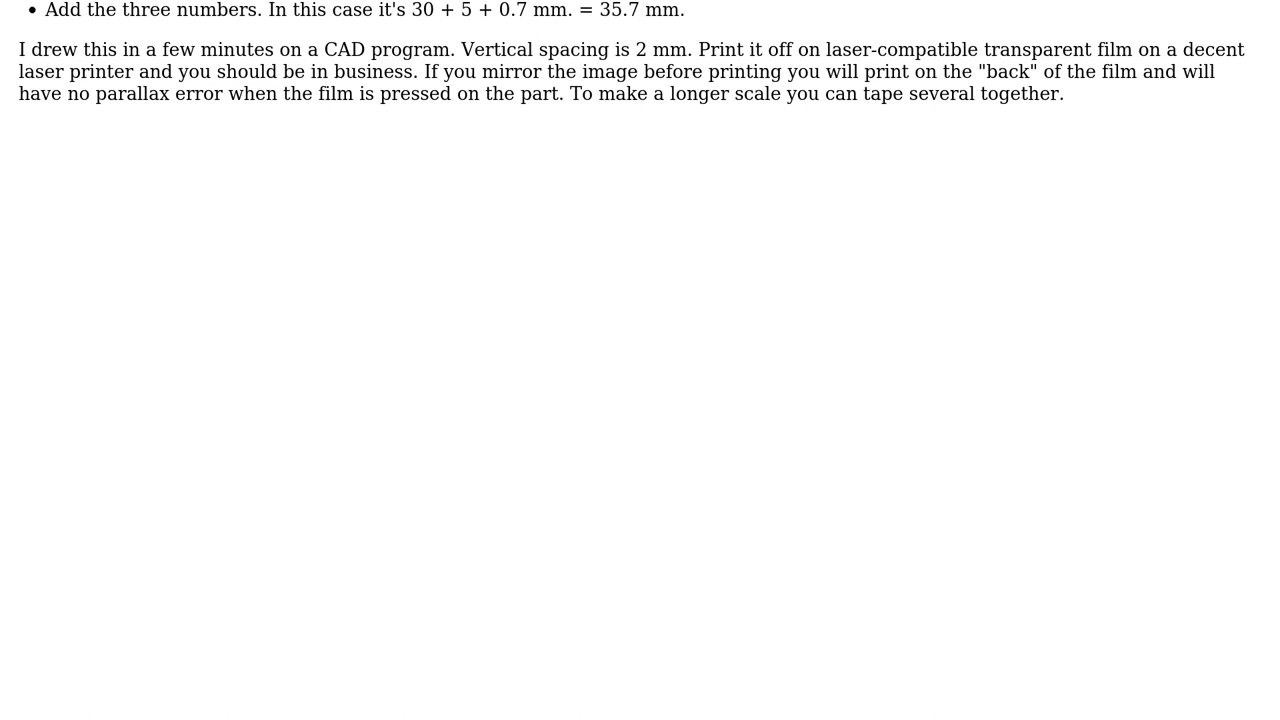 • Add the three numbers. In this case it's 30 + 5 + 0.7 mm. = 35.7 mm.
I drew this in a few minutes on a CAD program. Vertical spacing is 2 mm. Print it off on laser-compatible transparent film on a decent
laser printer and you should be in business. If you mirror the image before printing you will print on the "back" of the film and will
have no parallax error when the film is pressed on the part. To make a longer scale you can tape several together.